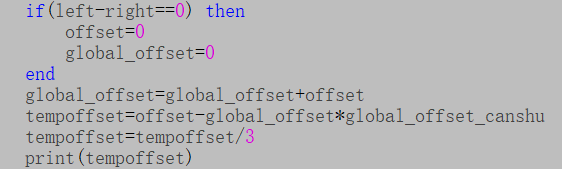 if(left-right==0) then
offset=0
global_offset=0
end
global_offset=global_offset+offset
tempoffset=offset-global_offset*global_offset_canshu
tempoffset=tempoffset/3
print(tempoffset)